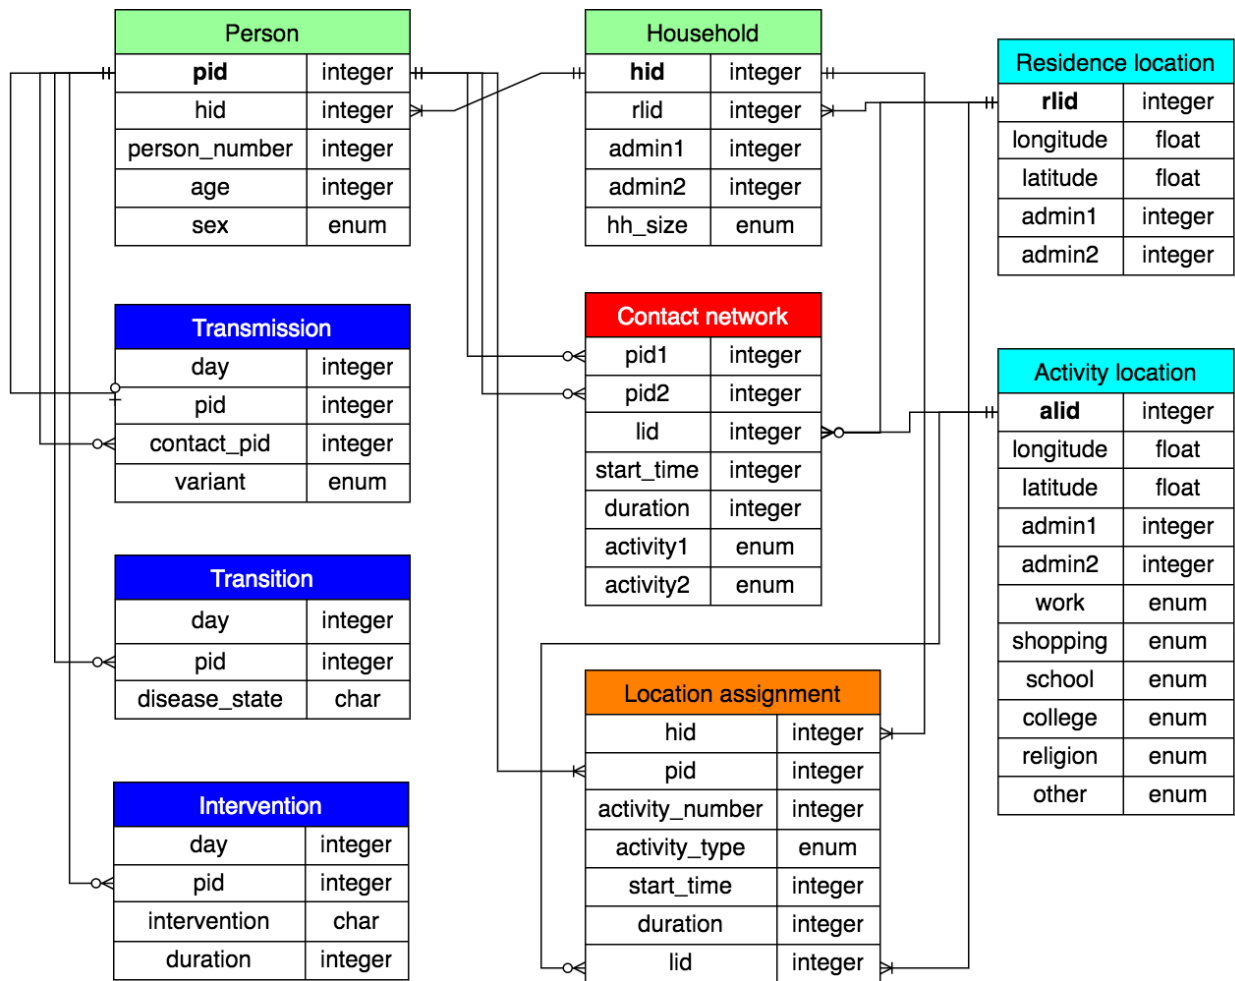 Person
pid integer
hid integer
person_number integer
age integer
sex enum
Transmission
day integer
pid integer
contact_pid integer
variant enum
Transition
day integer
pid integer
disease_state char
Intervention
day integer
pid integer
intervention char
duration integer
Household
hid integer
rlid integer
admin1 integer
admin2 integer
hh_size enum
Contact network
pid1 integer
pid2 integer
lid integer
start_time integer
duration integer
activity1 enum
activity2 enum
Location assignment
hid integer
pid integer
activity_number integer
activity_type enum
start_time integer
duration integer
lid integer
Residence location
rlid integer
longitude float
latitude float
admin1 integer
admin2 integer
Activity location
alid integer
longitude float
latitude float
admin1 integer
admin2 integer
work enum
shopping enum
school enum
college enum
religion enum
other enum